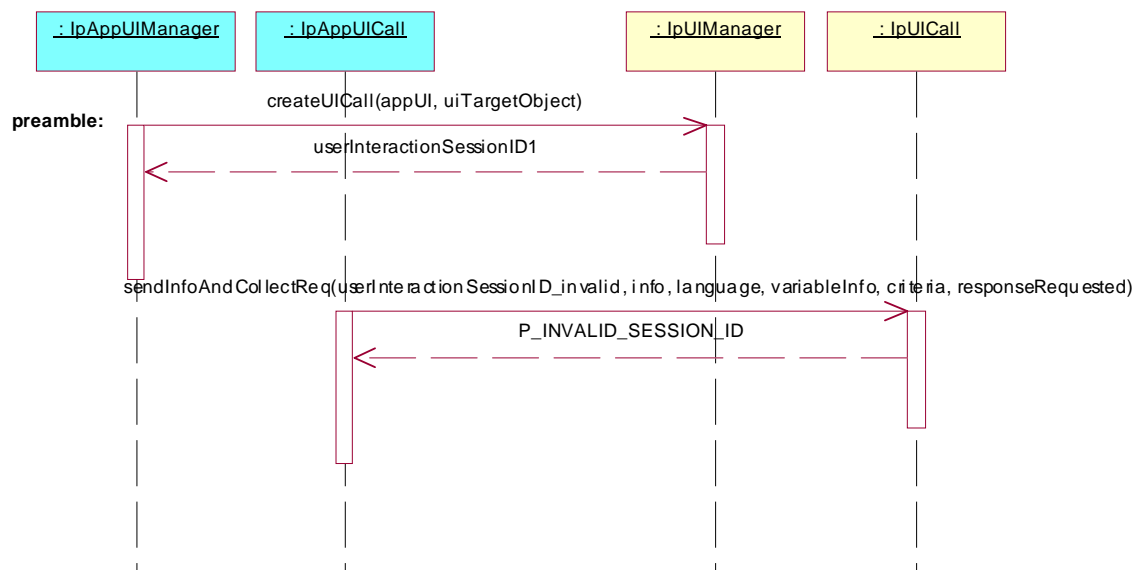 : IpAppUIManager
: IpAppUICall
: IpUIManager
: IpUICall
createUICall(appUI, uiTargetObject)
preamble:
userInteractionSessionID1
sendInfoAndCollectReq(userInteractionSessionID_invalid, info, language, variableInfo, criteria, responseRequested)
P_INVALID_SESSION_ID